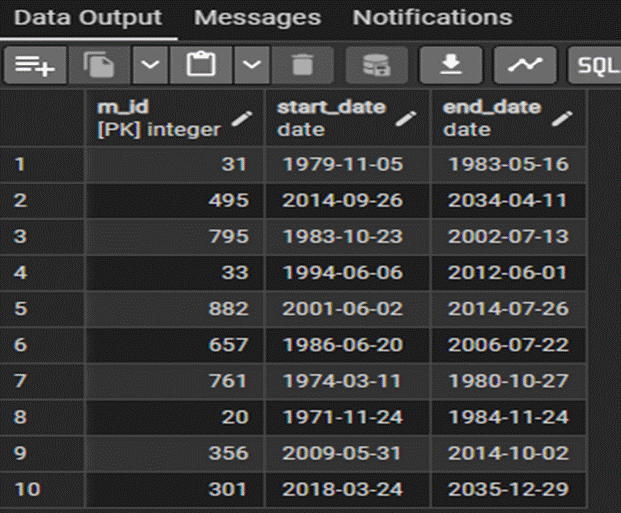 Data Output Messages Notifications
SQL
m_id start_date end_date
[PK] integer date date
1 31 1979-11-05 1983-05-16
2 495 2014-09-26 2034-04-11
3 795 1983-10-23 2002-07-13
4 33 1994-06-06 2012-06-01
5 882 2001-06-02 2014-07-26
6 657 1986-06-20 2006-07-22
7 761 1974-03-11 1980-10-27
8 20 1971-11-24 1984-11-24
9 356 2009-05-31 2014-10-02
10 301 2018-03-24 2035-12-29